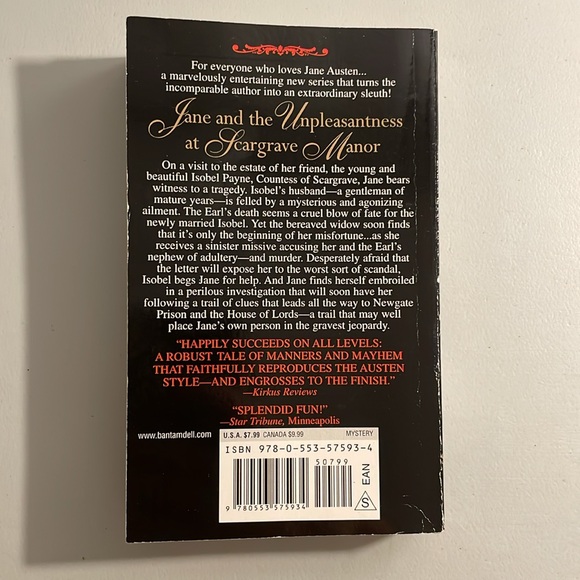 For everyone who loves Jane Austen...
a marvelously entertaining new series that turns the
incomparable author into an extraordinary sleuth!
Jane and the Unpleasantness
at Scargrave Manor
On a visit to the estate of her friend, the young and
beautiful Isobel Payne, Countess of Scargrave, Jane bears
witness to a tragedy. Isobel's husband—a gentleman of
mature years—is felled by a mysterious and agonizing
ailment. The Earl's death seems a cruel blow of fate for the
newly married Isobel. Yet the bereaved widow soon finds
that it's only the beginning of her misfortune...as she
receives a sinister missive accusing her and the Earl's
nephew of adultery—and murder. Desperately afraid that
the letter will expose her to the worst sort of scandal,
Isobel begs Jane for help. And Jane finds herself embroiled
in a perilous investigation that will soon have her
following a trail of clues that leads all the way to Newgate
Prison and the House of Lords—a trail that may well
place Jane's own person in the gravest jeopardy.
"HAPPILY SUCCEEDS ON ALL LEVELS:
A ROBUST TALE OF MANNERS AND MAYHEM
THAT FAITHFULLY REPRODUCES THE AUSTEN
STYLE—AND ENGROSSES TO THE FINISH."
—Kirkus Reviews
"SPLENDID FUN!"
—Star Tribune, Minneapolis
www.bantamdell.com U.S.A. $7.99 CANADA $9.99 MYSTERY
ISBN 978-0-553-57593-4
50799
9 780553 575934
S EAN